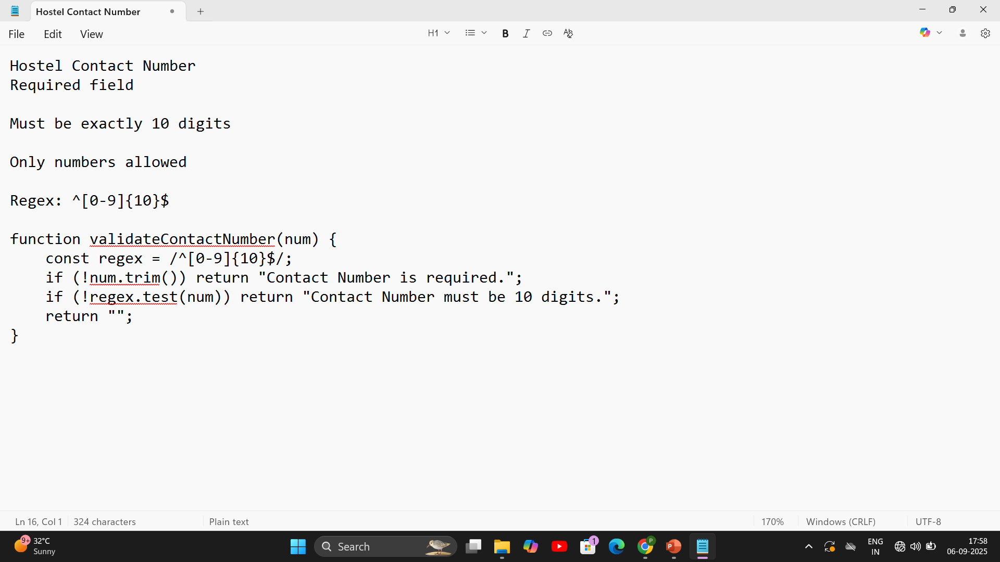 Hostel Contact Number
File Edit View
H1
Hostel Contact Number
Required field
Must be exactly 10 digits
Only numbers allowed
Regex: ^[0-9]{10}$
function validateContactNumber(num) {
    const regex = /^[0-9]{10}$/;
    if (!num.trim()) return "Contact Number is required.";
    if (!regex.test(num)) return "Contact Number must be 10 digits.";
    return "";
}
Ln 16, Col 1 324 characters Plain text 170% Windows (CRLF) UTF-8
9+ 32°C
Sunny
Search
1
P
P
ENG
IN
17:58
06-09-2025